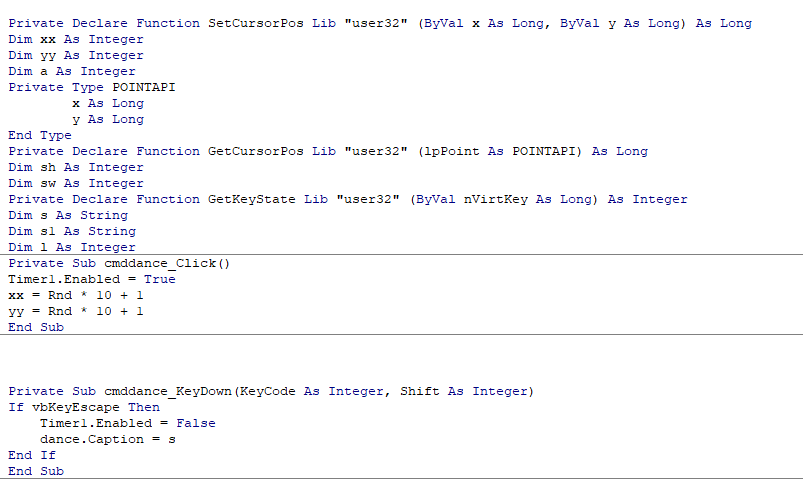 Private Declare Function SetCursorPos Lib "user32" (ByVal x As Long, ByVal y As Long) As Long
Dim xx As Integer
Dim yy As Integer
Dim a As Integer
Private Type POINTAPI
        x As Long
        y As Long
End Type
Private Declare Function GetCursorPos Lib "user32" (lpPoint As POINTAPI) As Long
Dim sh As Integer
Dim sw As Integer
Private Declare Function GetKeyState Lib "user32" (ByVal nVirtKey As Long) As Integer
Dim s As String
Dim sl As String
Dim l As Integer
Private Sub cmddance_Click()
Timer1.Enabled = True
xx = Rnd * 10 + 1
yy = Rnd * 10 + 1
End Sub
Private Sub cmddance_KeyDown(KeyCode As Integer, Shift As Integer)
If vbKeyEscape Then
    Timer1.Enabled = False
    dance.Caption = s
End If
End Sub